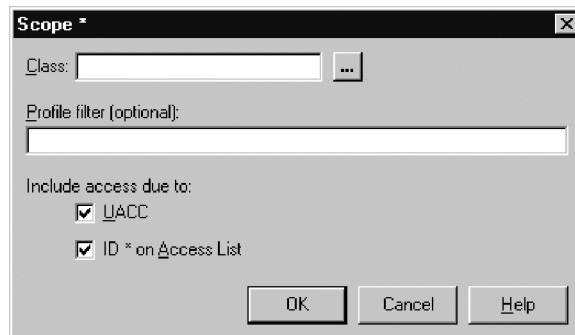 Scope *
Class: ...
Profile filter (optional):
Include access due to:
UACC
ID * on Access List
OK Cancel Help